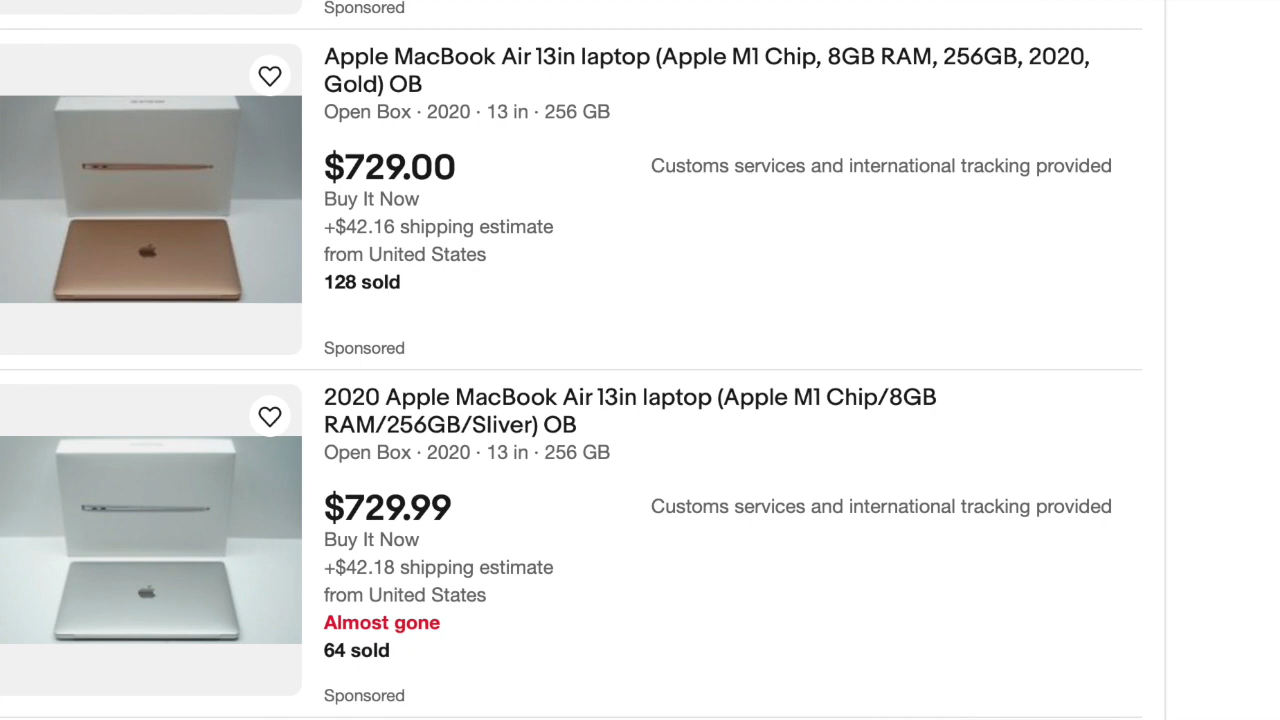 Sponsored
Apple MacBook Air 13in laptop (Apple M1 Chip, 8GB RAM, 256GB, 2020,
Gold) OB
Open Box · 2020 · 13 in · 256 GB
$729.00
Customs services and international tracking provided
Buy It Now
+$42.16 shipping estimate
from United States
128 sold
Sponsored
2020 Apple MacBook Air 13in laptop (Apple M1 Chip/8GB
RAM/256GB/Sliver) OB
Open Box · 2020 · 13 in · 256 GB
$729.99
Customs services and international tracking provided
Buy It Now
+$42.18 shipping estimate
from United States
Almost gone
64 sold
Sponsored